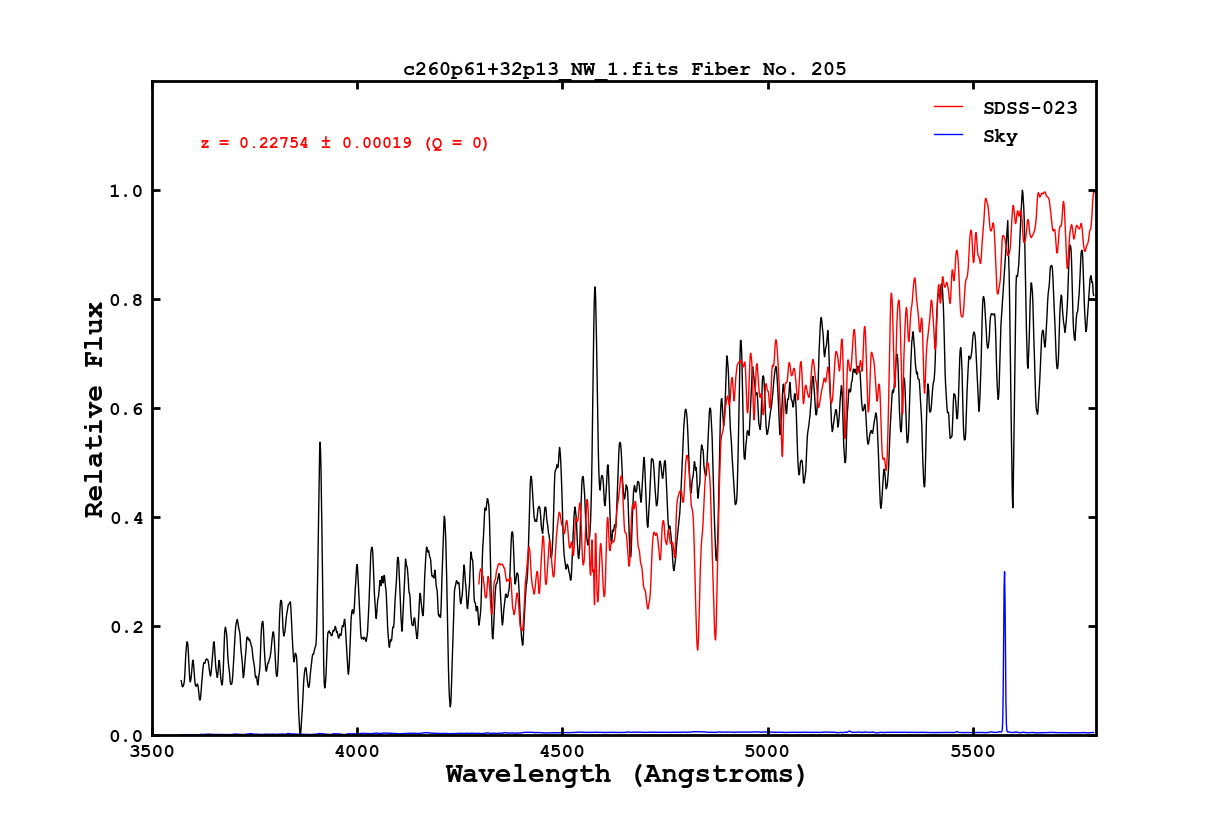 c260p61+32p13_NW_1.fits Fiber No. 205
SDSS-023
Sky
z = 0.22754 ± 0.00019 (Q = 0)
1.0
0.8
0.6
0.4
0.2
0.0
Relative Flux
3500 4000 4500 5000 5500
Wavelength (Angstroms)